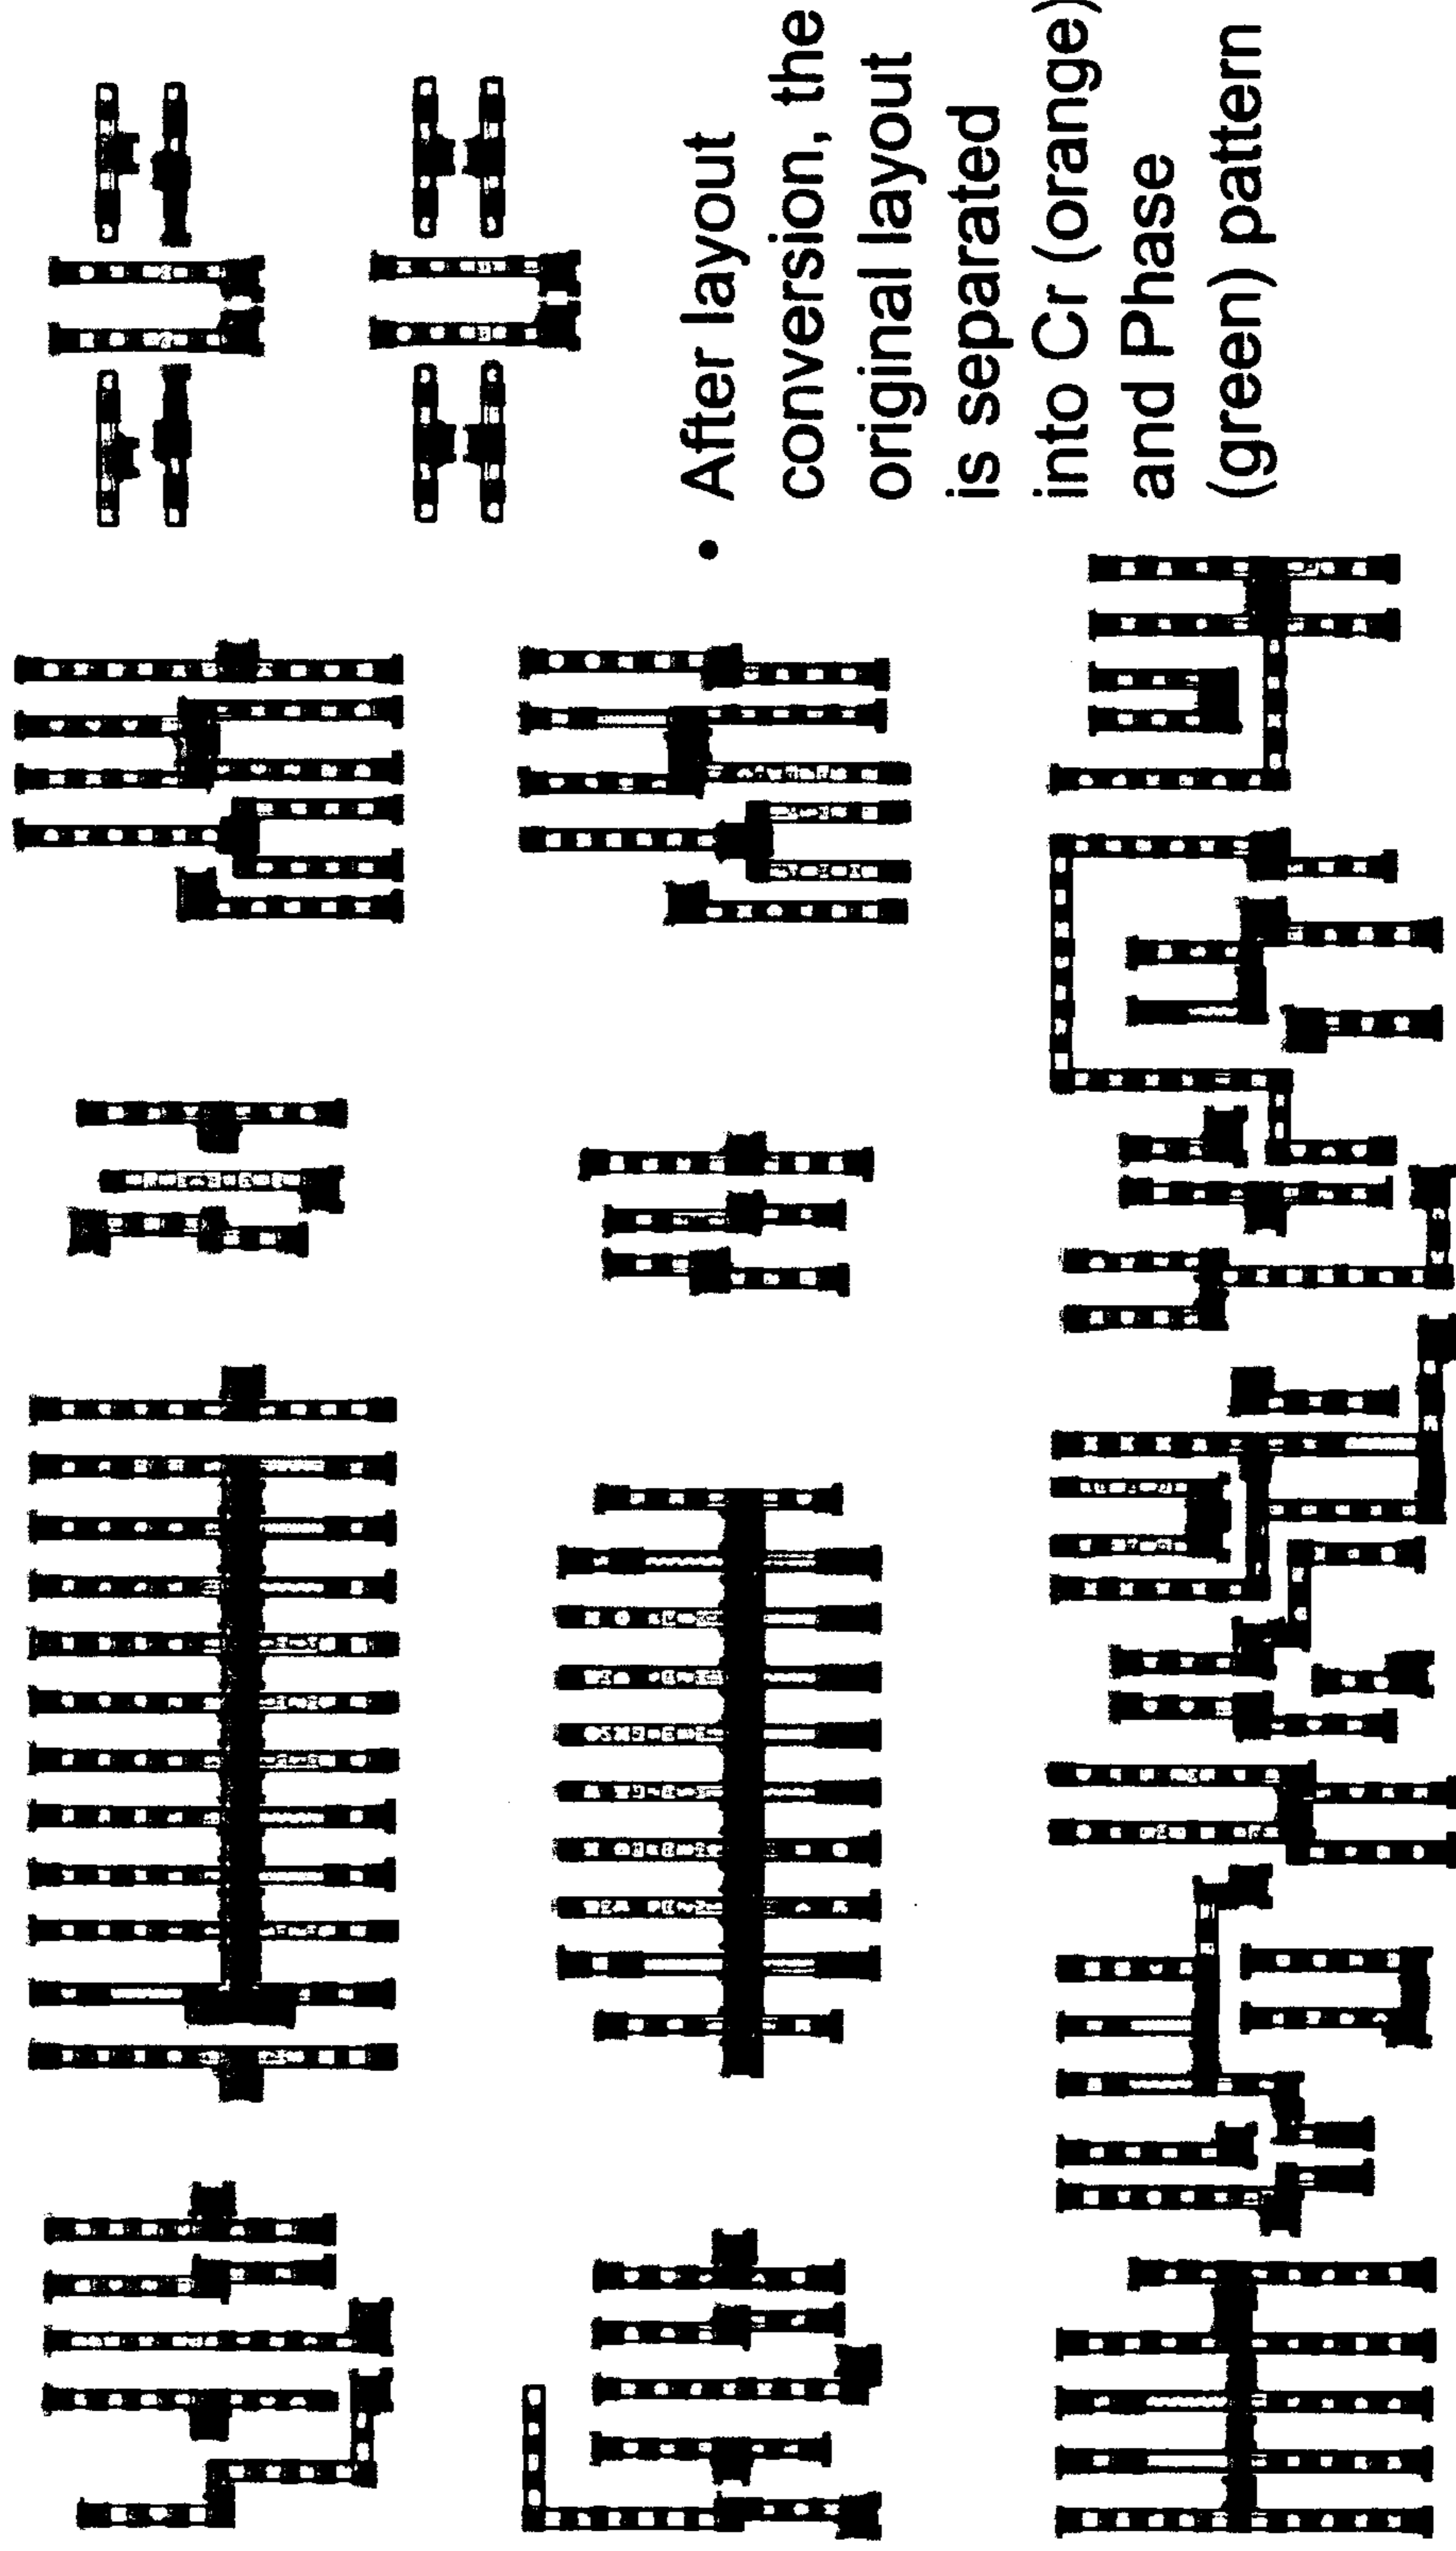 • After layout
conversion, the
original layout
is separated
into Cr (orange)
and Phase
(green) pattern